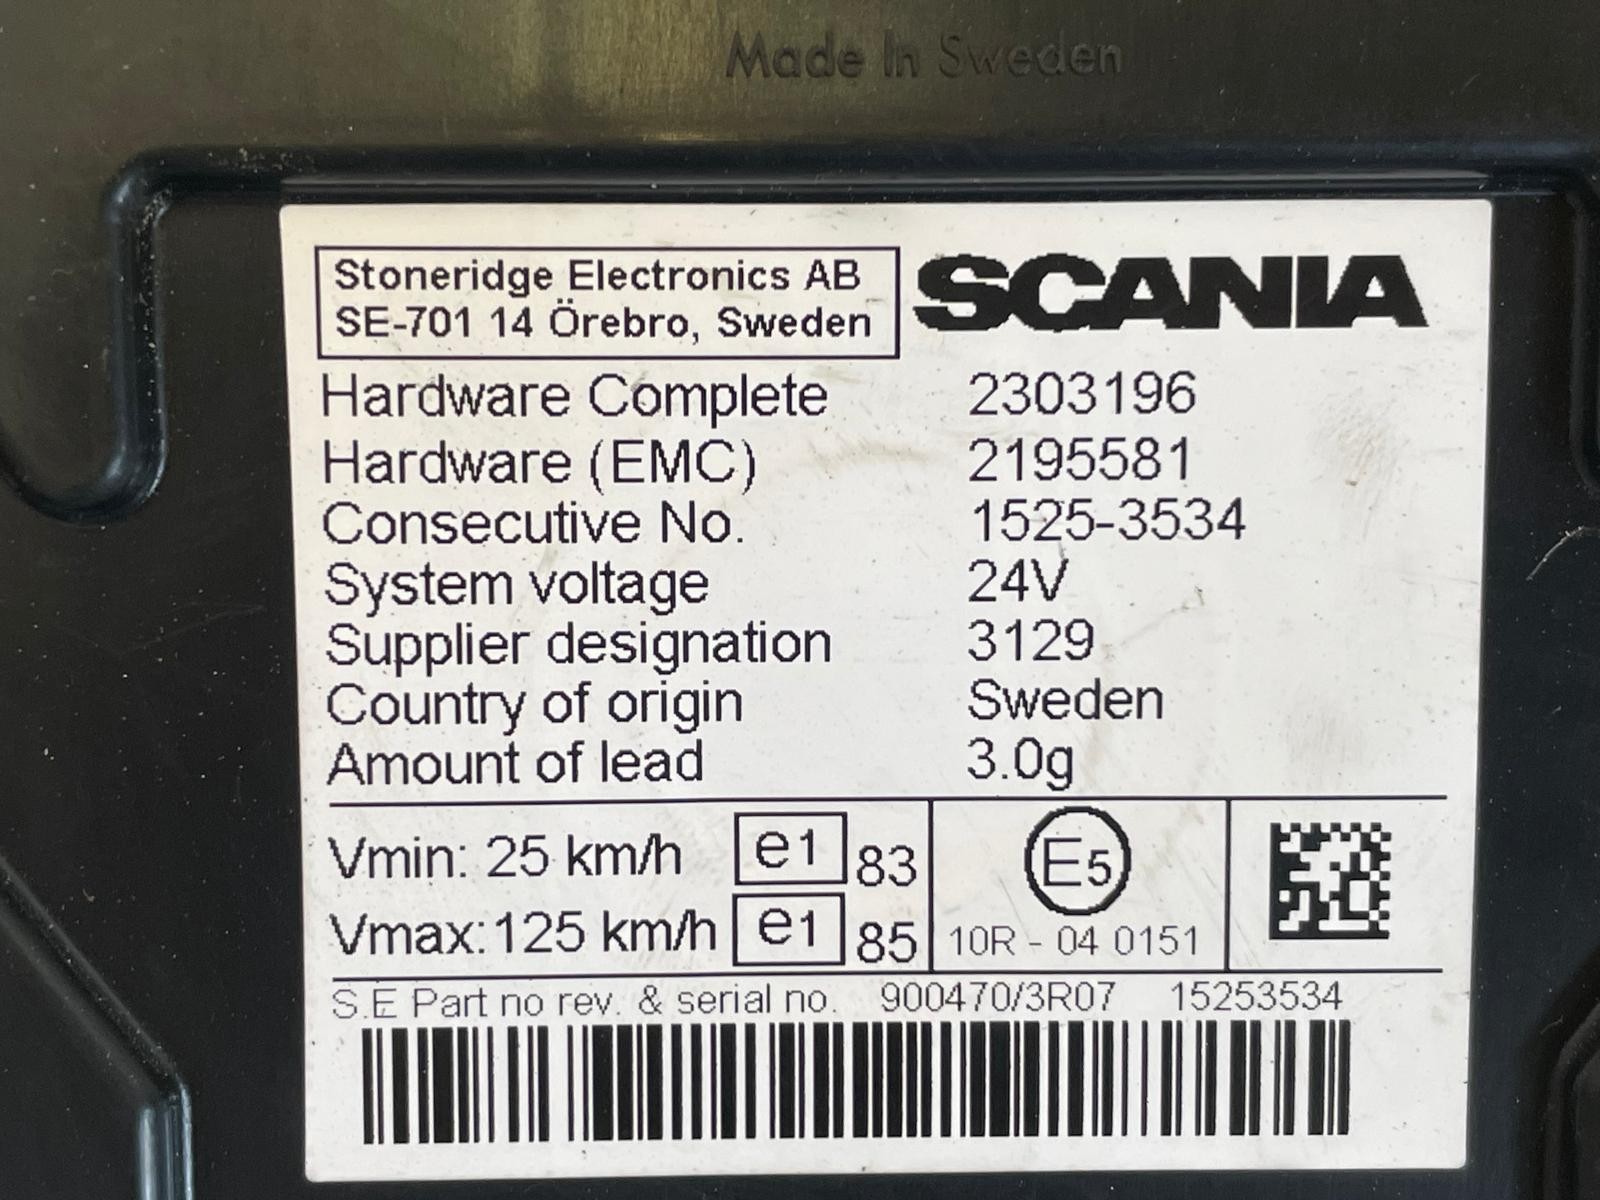 Made In Sweden
Stoneridge Electronics AB
SE-701 14 Örebro, Sweden
SCANIA
Hardware Complete 2303196
Hardware (EMC) 2195581
Consecutive No. 1525-3534
System voltage 24V
Supplier designation 3129
Country of origin Sweden
Amount of lead 3.0g
Vmin: 25 km/h e1 83
Vmax: 125 km/h e1 85
E5
10R - 04 0151
S.E Part no rev. & serial no. 900470/3R07 15253534